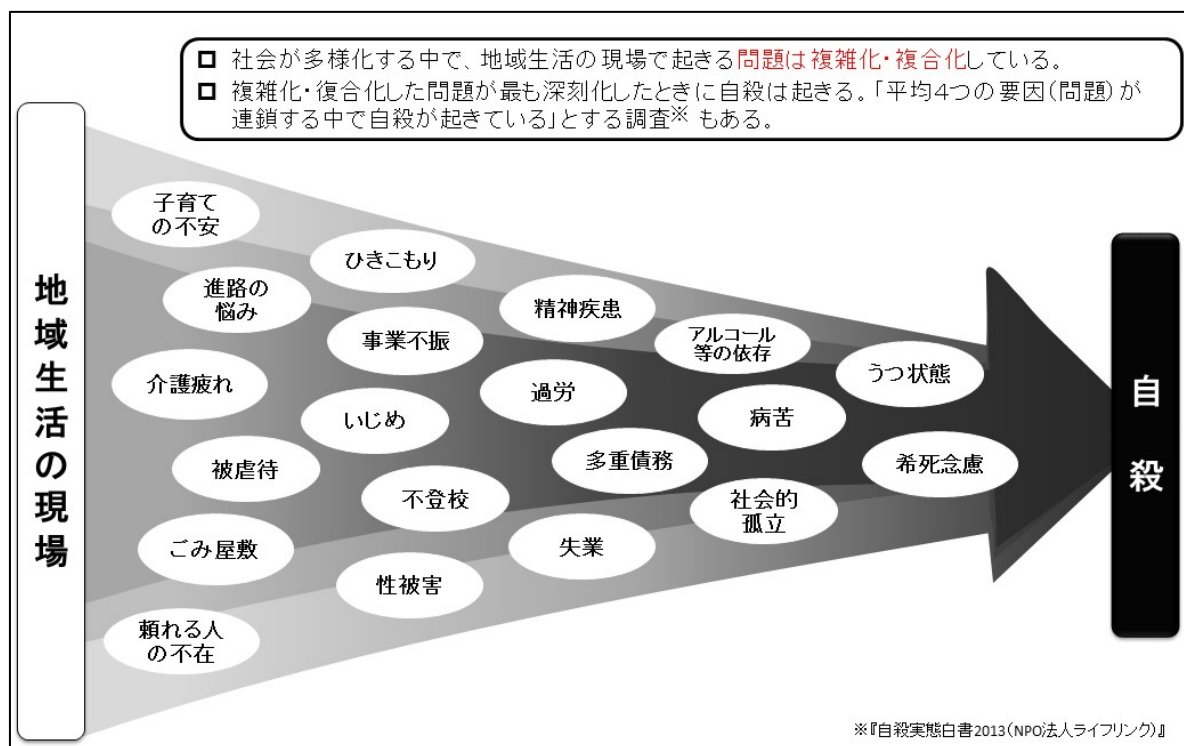 □ 社会が多様化する中で、地域生活の現場で起きる問題は複雑化・複合化している。
□ 複雑化・復合化した問題が最も深刻化したときに自殺は起きる。「平均4つの要因(問題)が
連鎖する中で自殺が起きている」とする調査※ もある。
地域生活の現場
子育て
の不安
進路の
悩み
介護疲れ
被虐待
ごみ屋敷
頼れる人
の不在
ひきこもり
事業不振
いじめ
不登校
性被害
精神疾患
過労
多重債務
失業
アルコール
等の依存
病苦
社会的
孤立
うつ状態
希死念慮
自殺
※『自殺実態白書2013(NPO法人ライフリンク)』